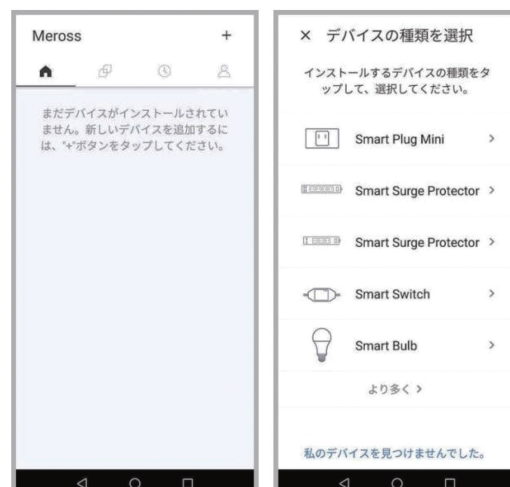 Meross
+
まだデバイスがインストールされてい
ません。新しいデバイスを追加するに
は、"+"ボタンをタップしてください。
× デバイスの種類を選択
インストールするデバイスの種類をタ
ップして、選択してください。
Smart Plug Mini
Smart Surge Protector
Smart Surge Protector
Smart Switch
Smart Bulb
より多く >
私のデバイスを見つけませんでした。